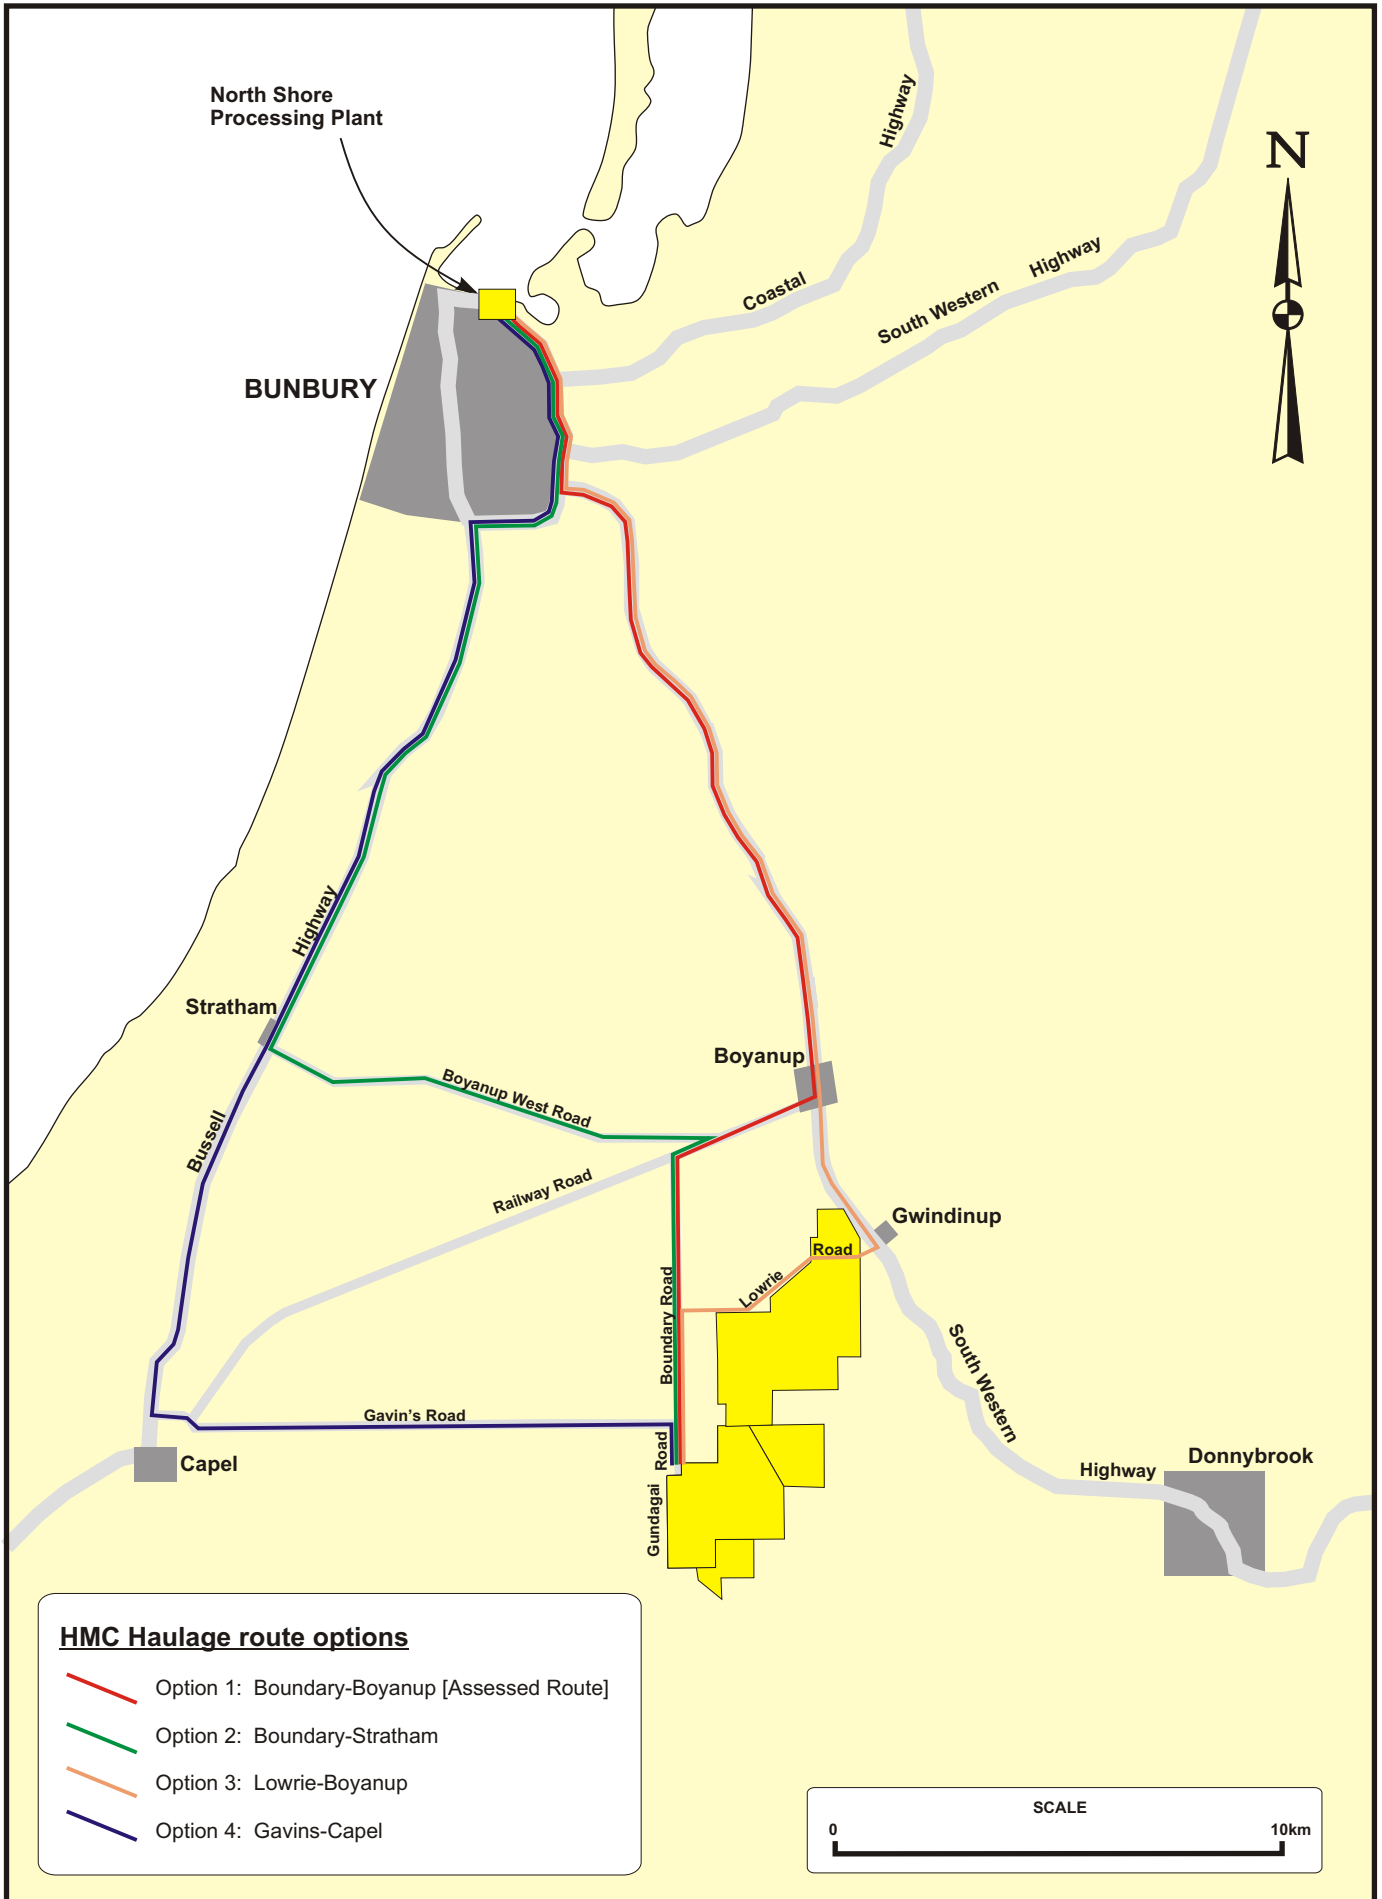 North Shore
Processing Plant
Highway
N
Coastal
South Western
Highway
BUNBURY
Highway
Stratham
Boyanup
Boyanup West Road
Bussell
Railway Road
Gwindinup
Road
Lowrie
Boundary Road
South Western
Gavin's Road
Road
Capel
Highway
Donnybrook
Gundagai
HMC Haulage route options
Option 1: Boundary-Boyanup [Assessed Route]
Option 2: Boundary-Stratham
Option 3: Lowrie-Boyanup
Option 4: Gavins-Capel
SCALE
0 10km